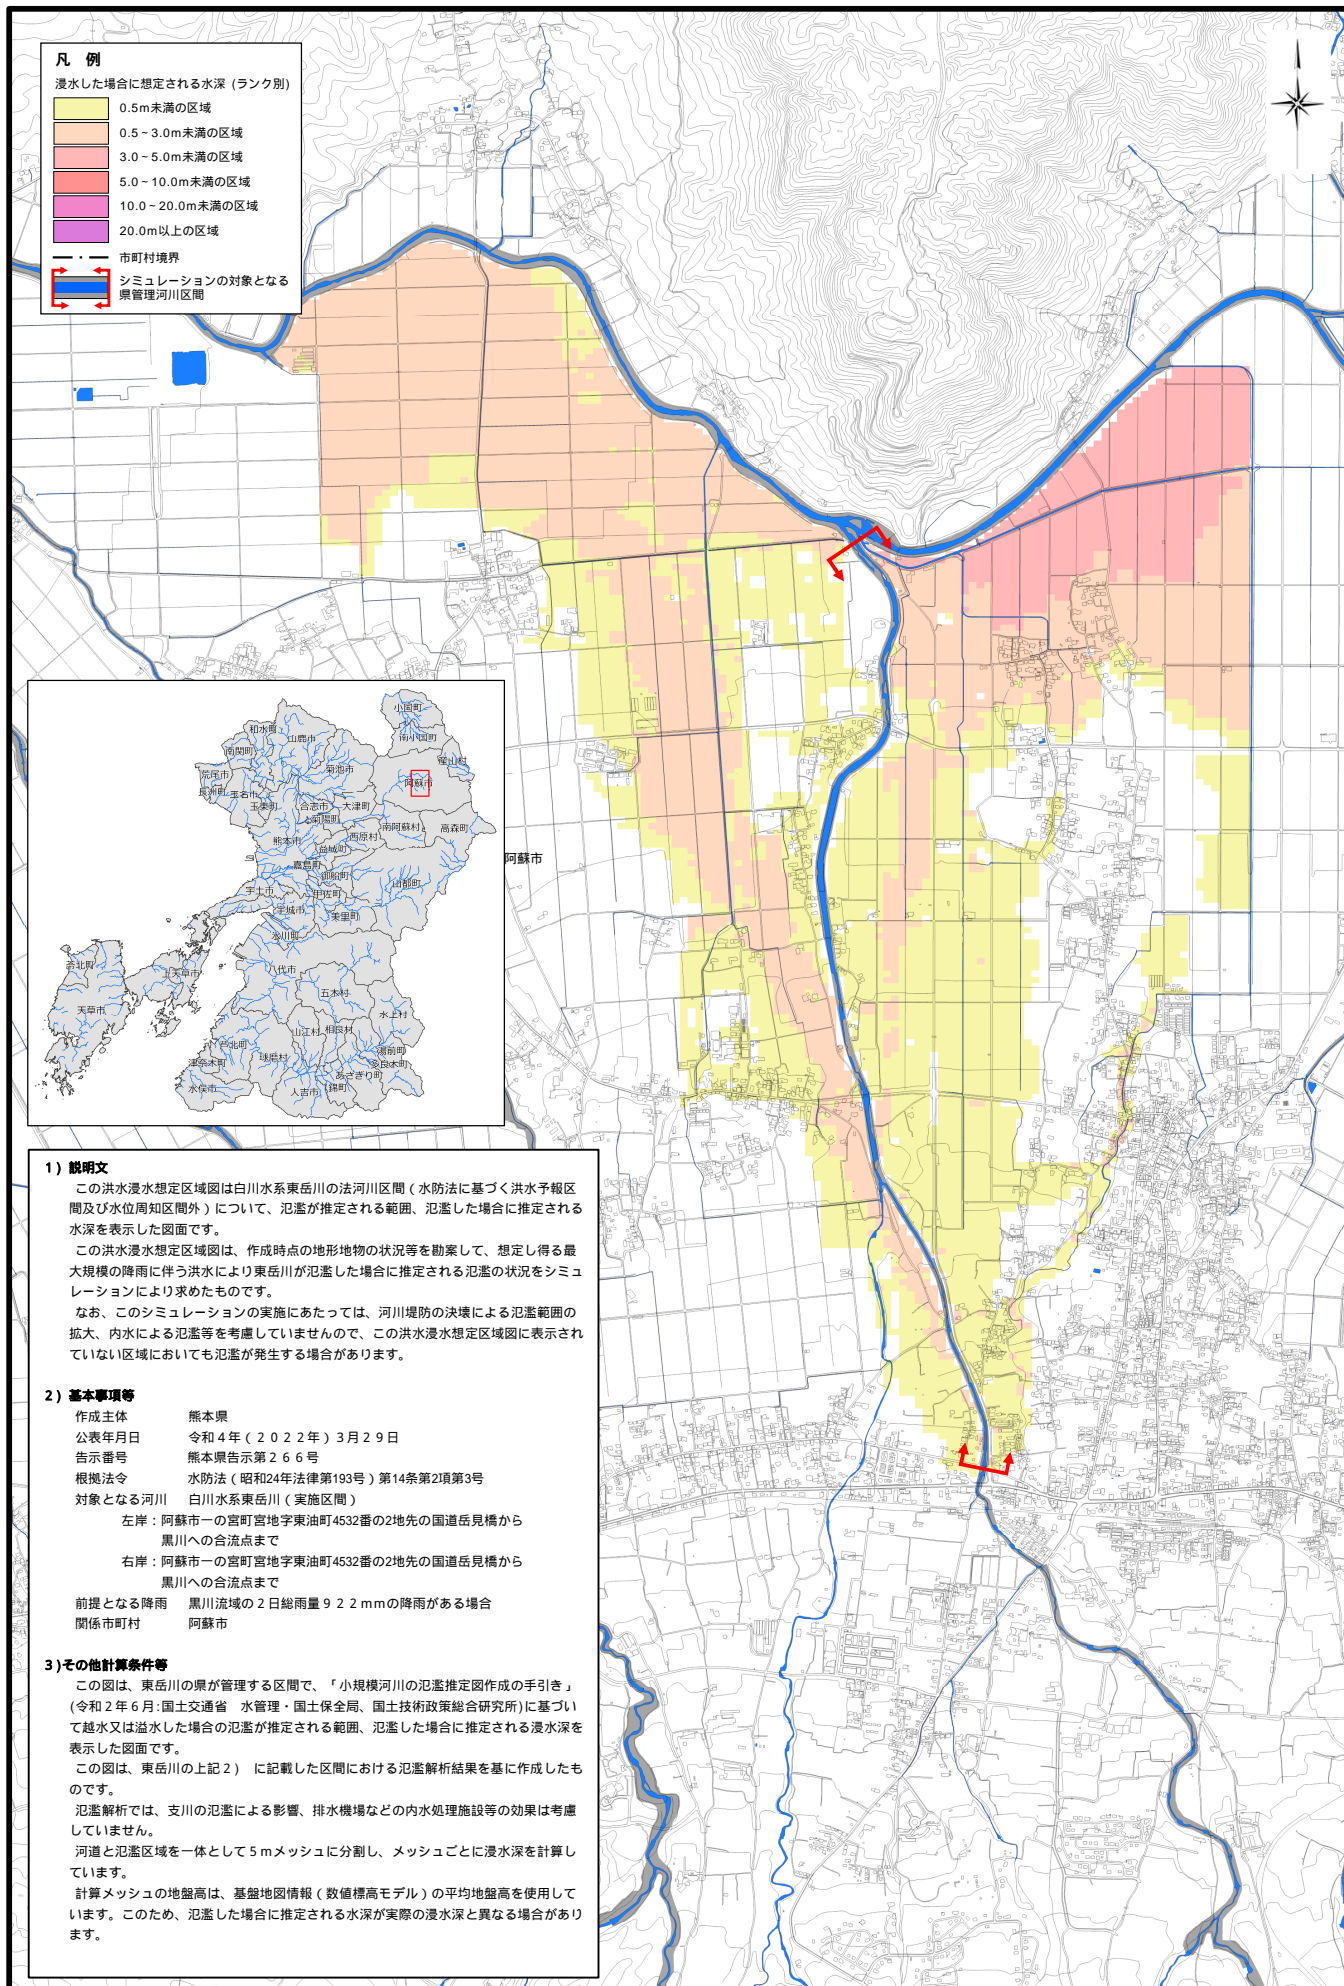 凡 例
浸水した場合に想定される水深 (ランク別)
0.5m未満の区域
0.5~3.0m未満の区域
3.0~5.0m未満の区域
5.0~10.0m未満の区域
10.0~20.0m未満の区域
20.0m以上の区域
市町村境界
シミュレーションの対象となる
県管理河川区間
小国町
南小国町
産山村
和水町
山鹿市
南関町
菊池市
阿蘇市
荒尾市
長洲町
玉名市
玉東町
合志市
大津町
菊陽町
西原村
南阿蘇村
高森町
熊本市
益城町
嘉島町
御船町
山都町
宇土市
甲佐町
宇城市
美里町
氷川町
八代市
苓北町
上天草市
天草市
五木村
水上村
山江村
相良村
芦北町
湯前町
球磨村
多良木町
津奈木町
あさぎり町
水俣市
人吉市
錦町
阿蘇市
1) 説明文
この洪水浸水想定区域図は白川水系東岳川の法河川区間(水防法に基づく洪水予報区
間及び水位周知区間外)について、氾濫が推定される範囲、氾濫した場合に推定される
水深を表示した図面です。
この洪水浸水想定区域図は、作成時点の地形地物の状況等を勘案して、想定し得る最
大規模の降雨に伴う洪水により東岳川が氾濫した場合に推定される氾濫の状況をシミュ
レーションにより求めたものです。
なお、このシミュレーションの実施にあたっては、河川堤防の決壊による氾濫範囲の
拡大、内水による氾濫等を考慮していませんので、この洪水浸水想定区域図に表示され
ていない区域においても氾濫が発生する場合があります。
2) 基本事項等
作成主体 熊本県
公表年月日 令和4年(2022年)3月29日
告示番号 熊本県告示第266号
根拠法令 水防法(昭和24年法律第193号)第14条第2項第3号
対象となる河川 白川水系東岳川(実施区間)
左岸:阿蘇市一の宮町宮地字東油町4532番の2地先の国道岳見橋から
黒川への合流点まで
右岸:阿蘇市一の宮町宮地字東油町4532番の2地先の国道岳見橋から
黒川への合流点まで
前提となる降雨 黒川流域の2日総雨量922mmの降雨がある場合
関係市町村 阿蘇市
3)その他計算条件等
この図は、東岳川の県が管理する区間で、「小規模河川の氾濫推定図作成の手引き」
(令和2年6月:国土交通省 水管理・国土保全局、国土技術政策総合研究所)に基づい
て越水又は溢水した場合の氾濫が推定される範囲、氾濫した場合に推定される浸水深を
表示した図面です。
この図は、東岳川の上記2) に記載した区間における氾濫解析結果を基に作成したも
のです。
氾濫解析では、支川の氾濫による影響、排水機場などの内水処理施設等の効果は考慮
していません。
河道と氾濫区域を一体として5mメッシュに分割し、メッシュごとに浸水深を計算し
ています。
計算メッシュの地盤高は、基盤地図情報(数値標高モデル)の平均地盤高を使用して
います。このため、氾濫した場合に推定される水深が実際の浸水深と異なる場合があり
ます。